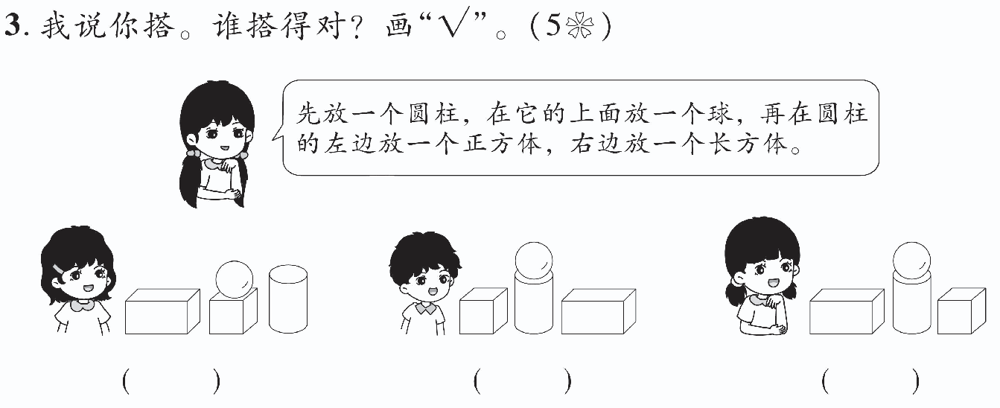 3. 我说你搭。谁搭得对？画“√”。（5❀）
先放一个圆柱，在它的上面放一个球，再在圆柱
的左边放一个正方体，右边放一个长方体。
（　　）（　　）（　　）